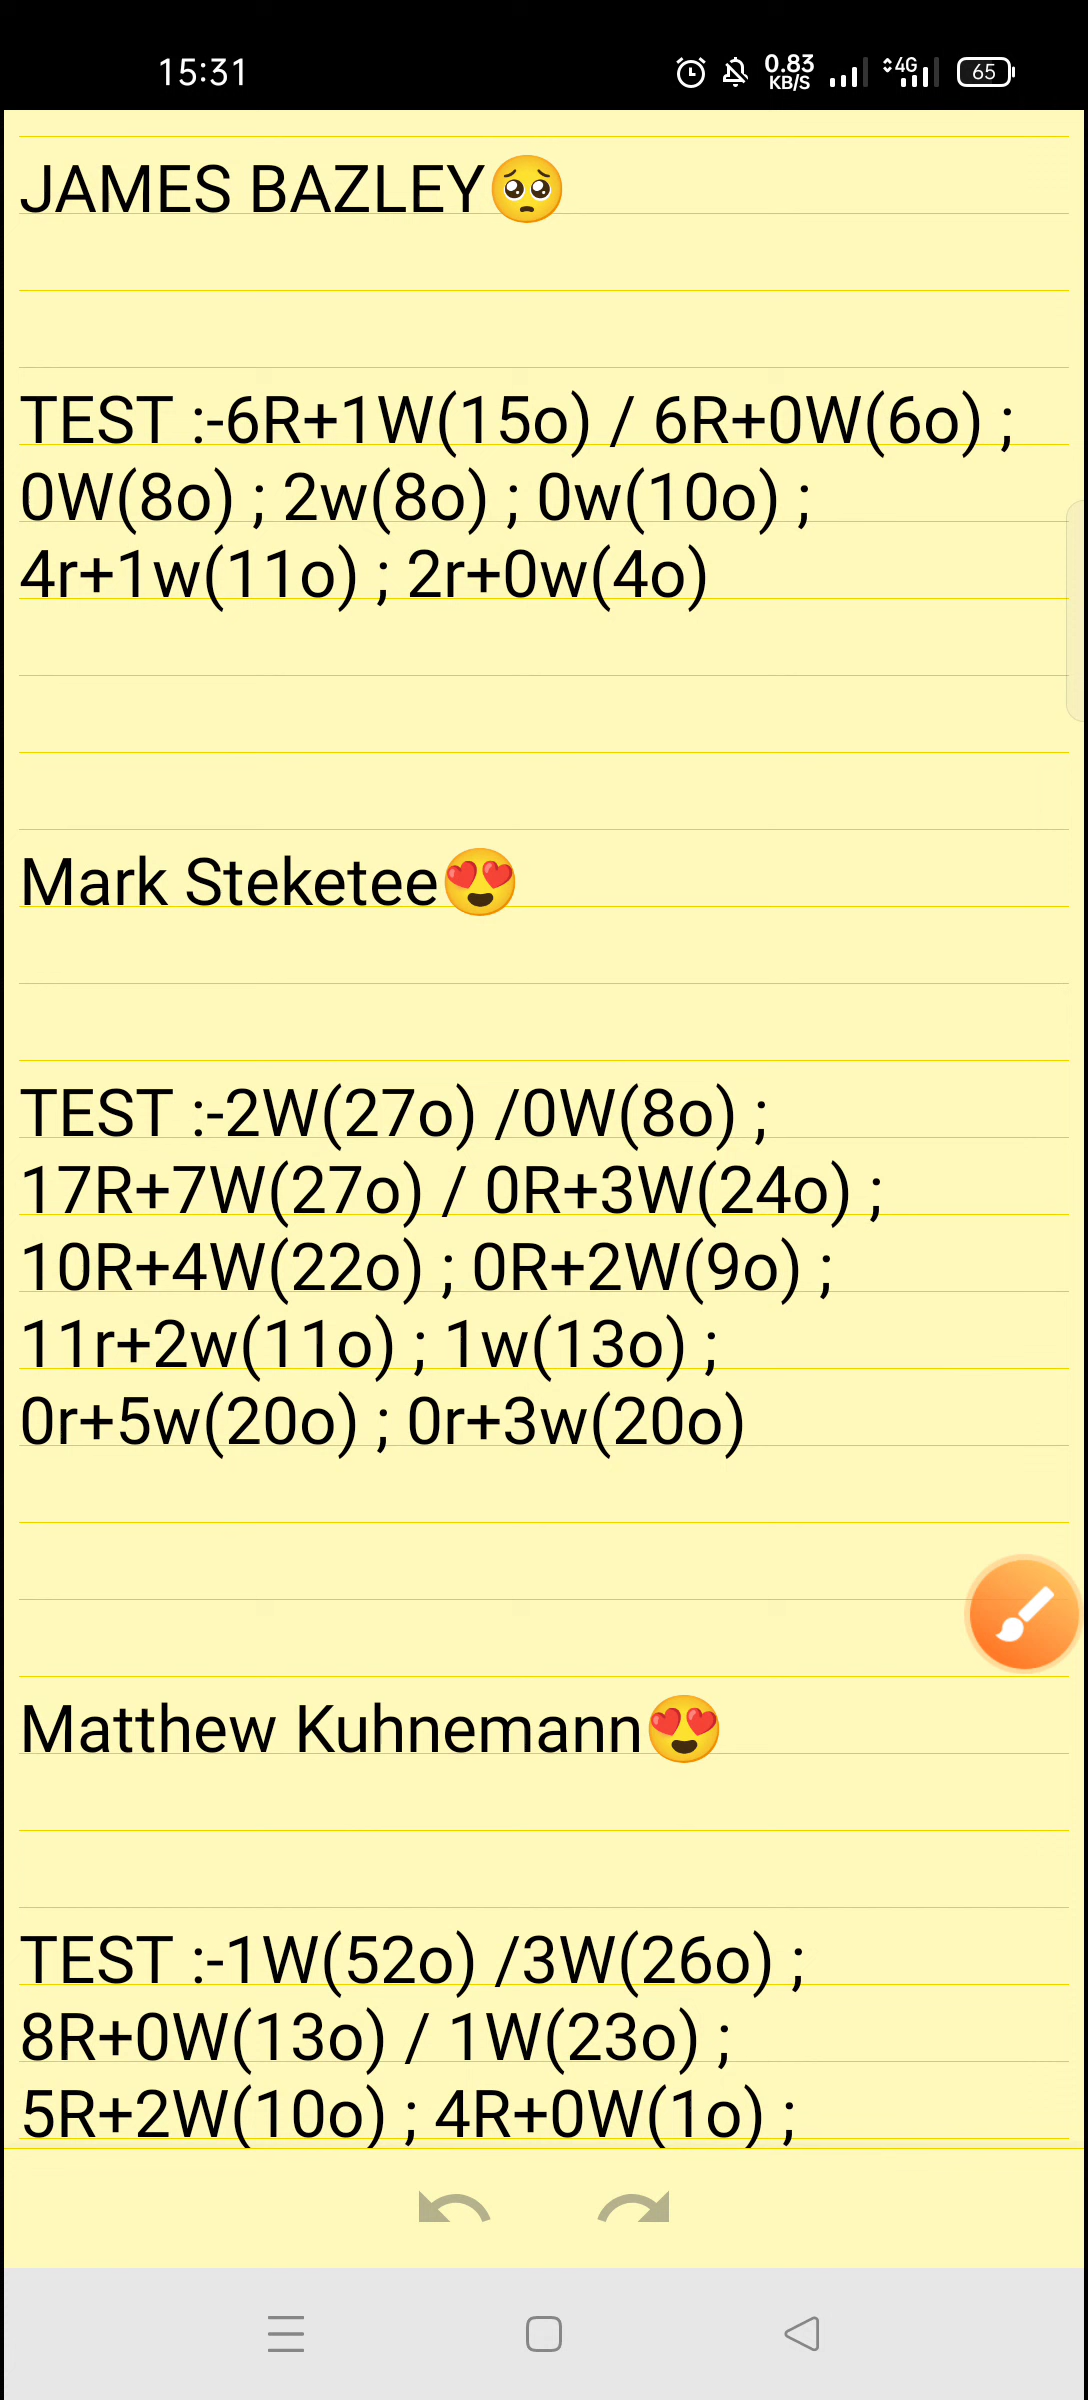 15:31
0.83
KB/S
4G
65
JAMES BAZLEY🥺
TEST :-6R+1W(15o) / 6R+0W(6o) ;
0W(8o) ; 2w(8o) ; 0w(10o) ;
4r+1w(11o) ; 2r+0w(4o)
Mark Steketee😍
TEST :-2W(27o) /0W(8o) ;
17R+7W(27o) / 0R+3W(24o) ;
10R+4W(22o) ; 0R+2W(9o) ;
11r+2w(11o) ; 1w(13o) ;
0r+5w(20o) ; 0r+3w(20o)
Matthew Kuhnemann😍
TEST :-1W(52o) /3W(26o) ;
8R+0W(13o) / 1W(23o) ;
5R+2W(10o) ; 4R+0W(1o) ;